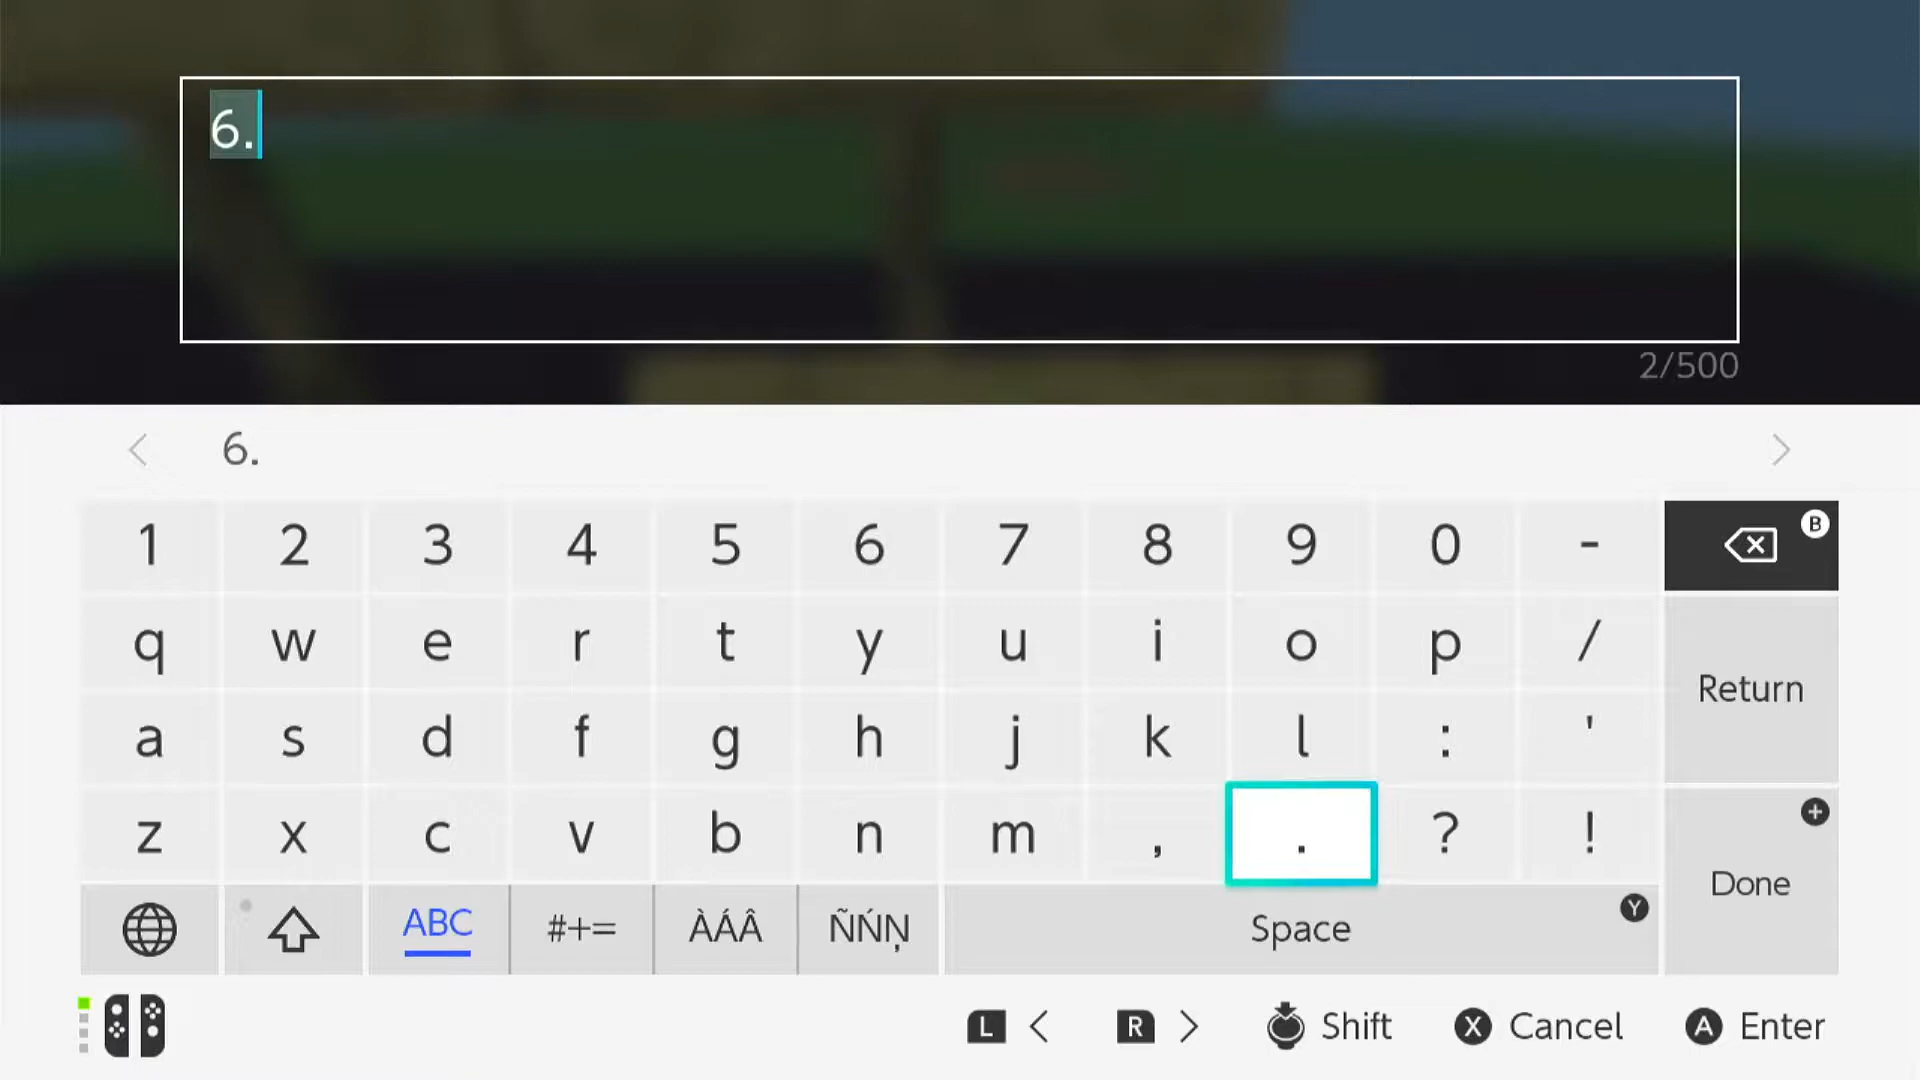 6.
2/500
6.
1 2 3 4 5 6 7 8 9 0 - B
q w e r t y u i o p / Return
a s d f g h j k l : '
z x c v b n m , . ? ! + Done
ABC #+= ÀÁÂ ÑŃŅ Space Y
L < R > Shift X Cancel A Enter